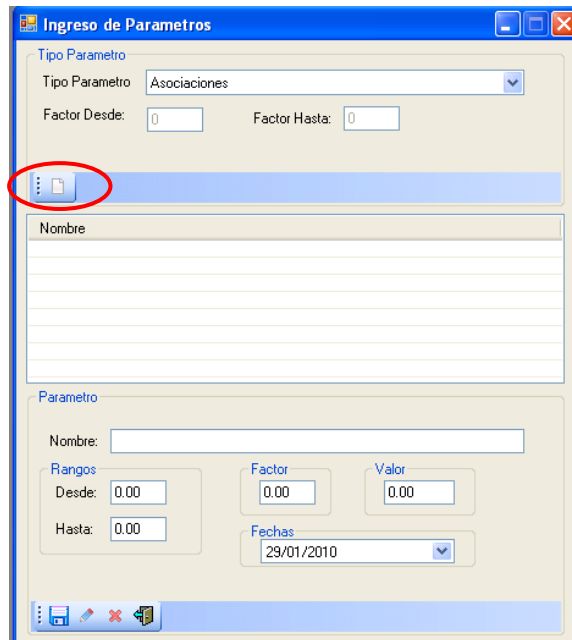 Ingreso de Parametros
Tipo Parametro
Tipo Parametro Asociaciones
Factor Desde: 0 Factor Hasta: 0
Nombre
Parametro
Nombre:
Rangos Factor Valor
Desde: 0.00 0.00 0.00
Hasta: 0.00
Fechas
29/01/2010